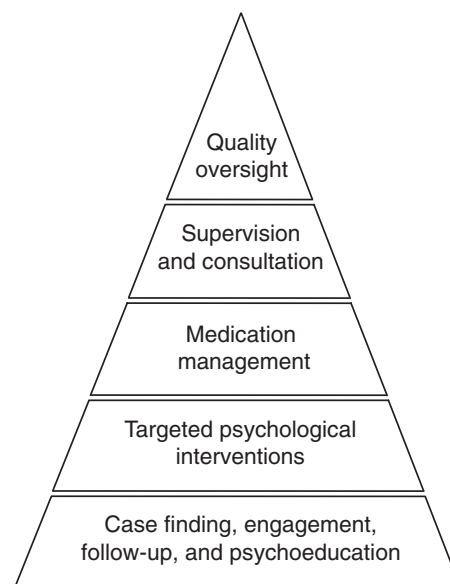 Quality
oversight
Supervision
and consultation
Medication
management
Targeted psychological
interventions
Case finding, engagement,
follow-up, and psychoeducation